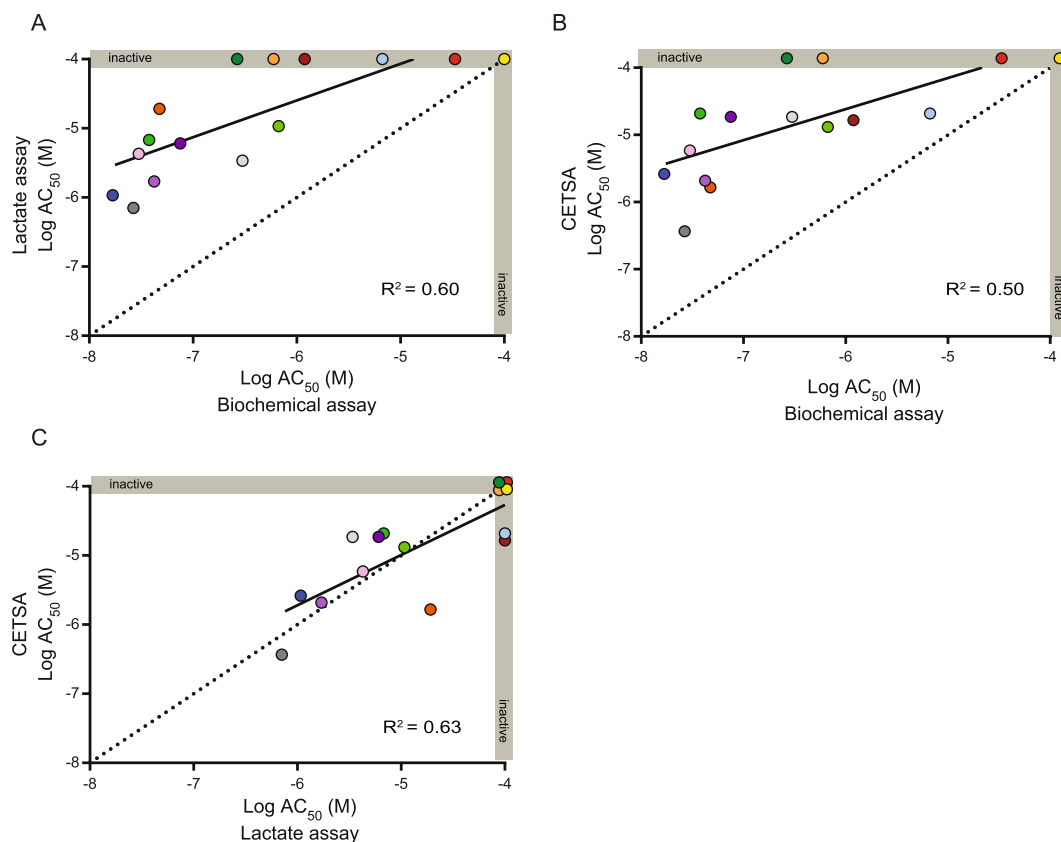 A
inactive
-4
-5
-6
-7
-8
Lactate assay
Log AC50 (M)
inactive
R2 = 0.60
-8 -7 -6 -5 -4
Log AC50 (M)
Biochemical assay
B
inactive
-4
-5
-6
-7
-8
CETSA
Log AC50 (M)
inactive
R2 = 0.50
-8 -7 -6 -5 -4
Log AC50 (M)
Biochemical assay
C
inactive
-4
-5
-6
-7
-8
CETSA
Log AC50 (M)
inactive
R2 = 0.63
-8 -7 -6 -5 -4
Log AC50 (M)
Lactate assay